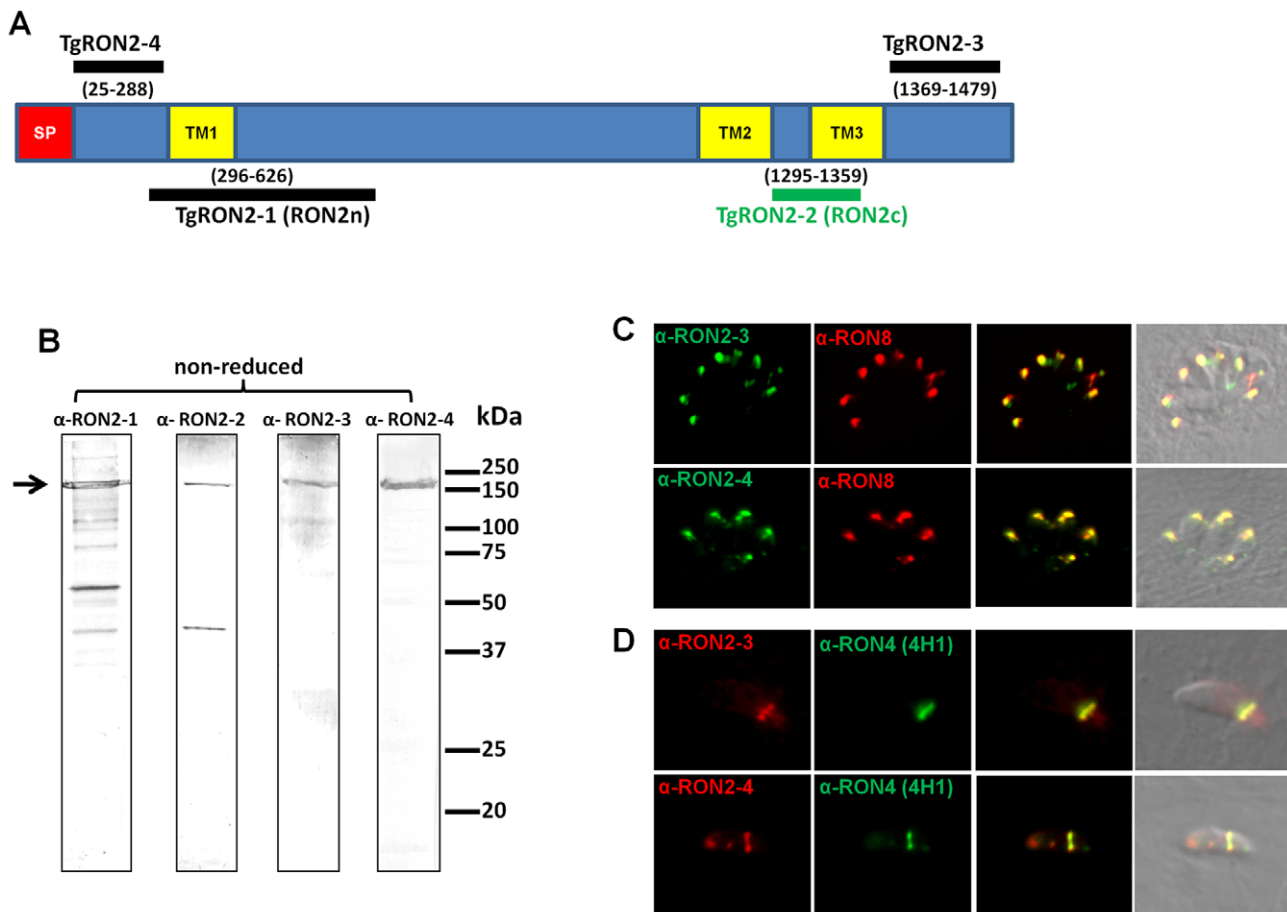 A
TgRON2-4
(25-288)
TgRON2-3
(1369-1479)
SP
TM1
TM2
TM3
(296-626)
TgRON2-1 (RON2n)
(1295-1359)
TgRON2-2 (RON2c)
B
non-reduced
α-RON2-1
α- RON2-2
α- RON2-3
α- RON2-4
kDa
250
150
100
75
50
37
25
20
C
α-RON2-3
α-RON8
α-RON2-4
α-RON8
D
α-RON2-3
α-RON4 (4H1)
α-RON2-4
α-RON4 (4H1)